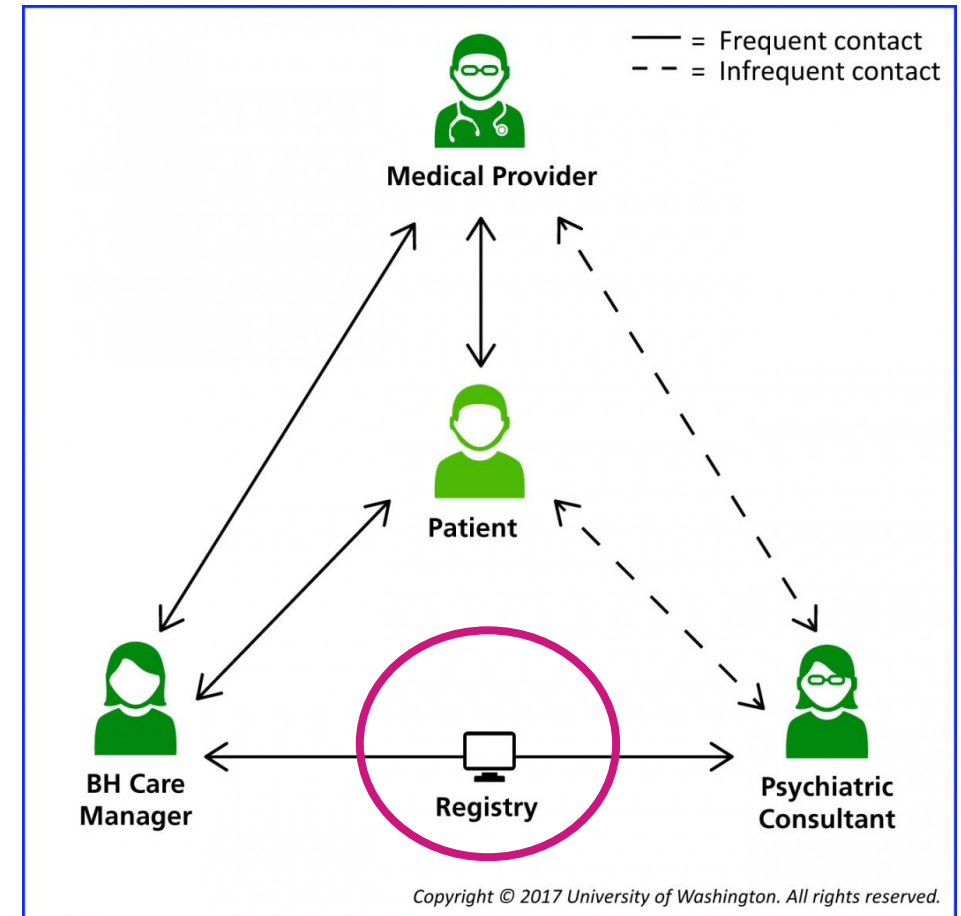 = Frequent contact
= Infrequent contact
Medical Provider
Patient
BH Care
Manager
Registry
Psychiatric
Consultant
Copyright © 2017 University of Washington. All rights reserved.